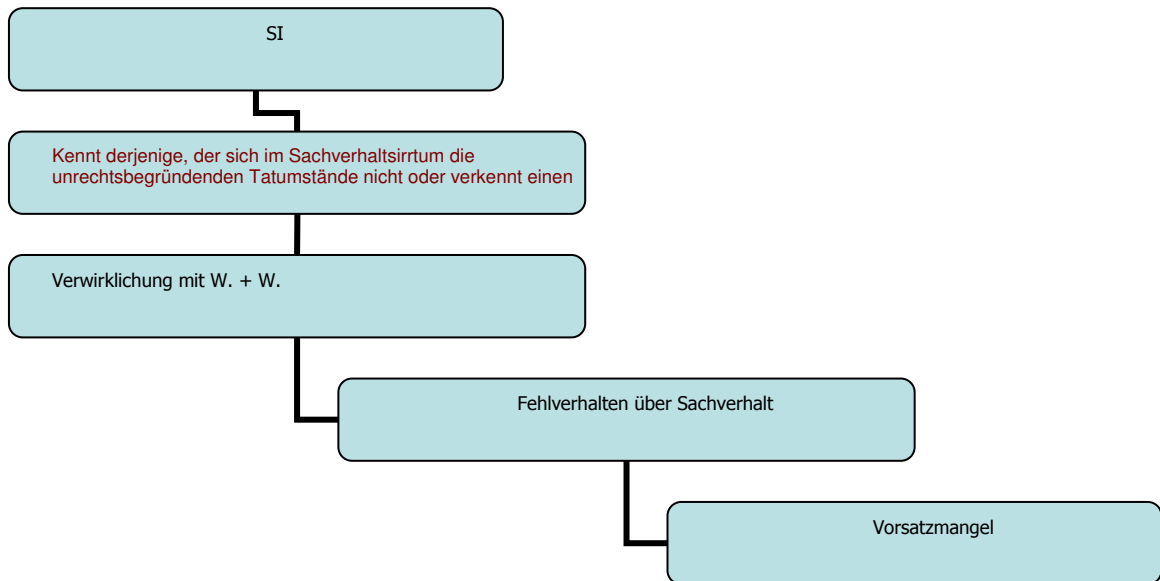 SI
Kennt derjenige, der sich im Sachverhaltsirrtum die
unrechtsbegründenden Tatumstände nicht oder verkennt einen
Verwirklichung mit W. + W.
Fehlverhalten über Sachverhalt
Vorsatzmangel